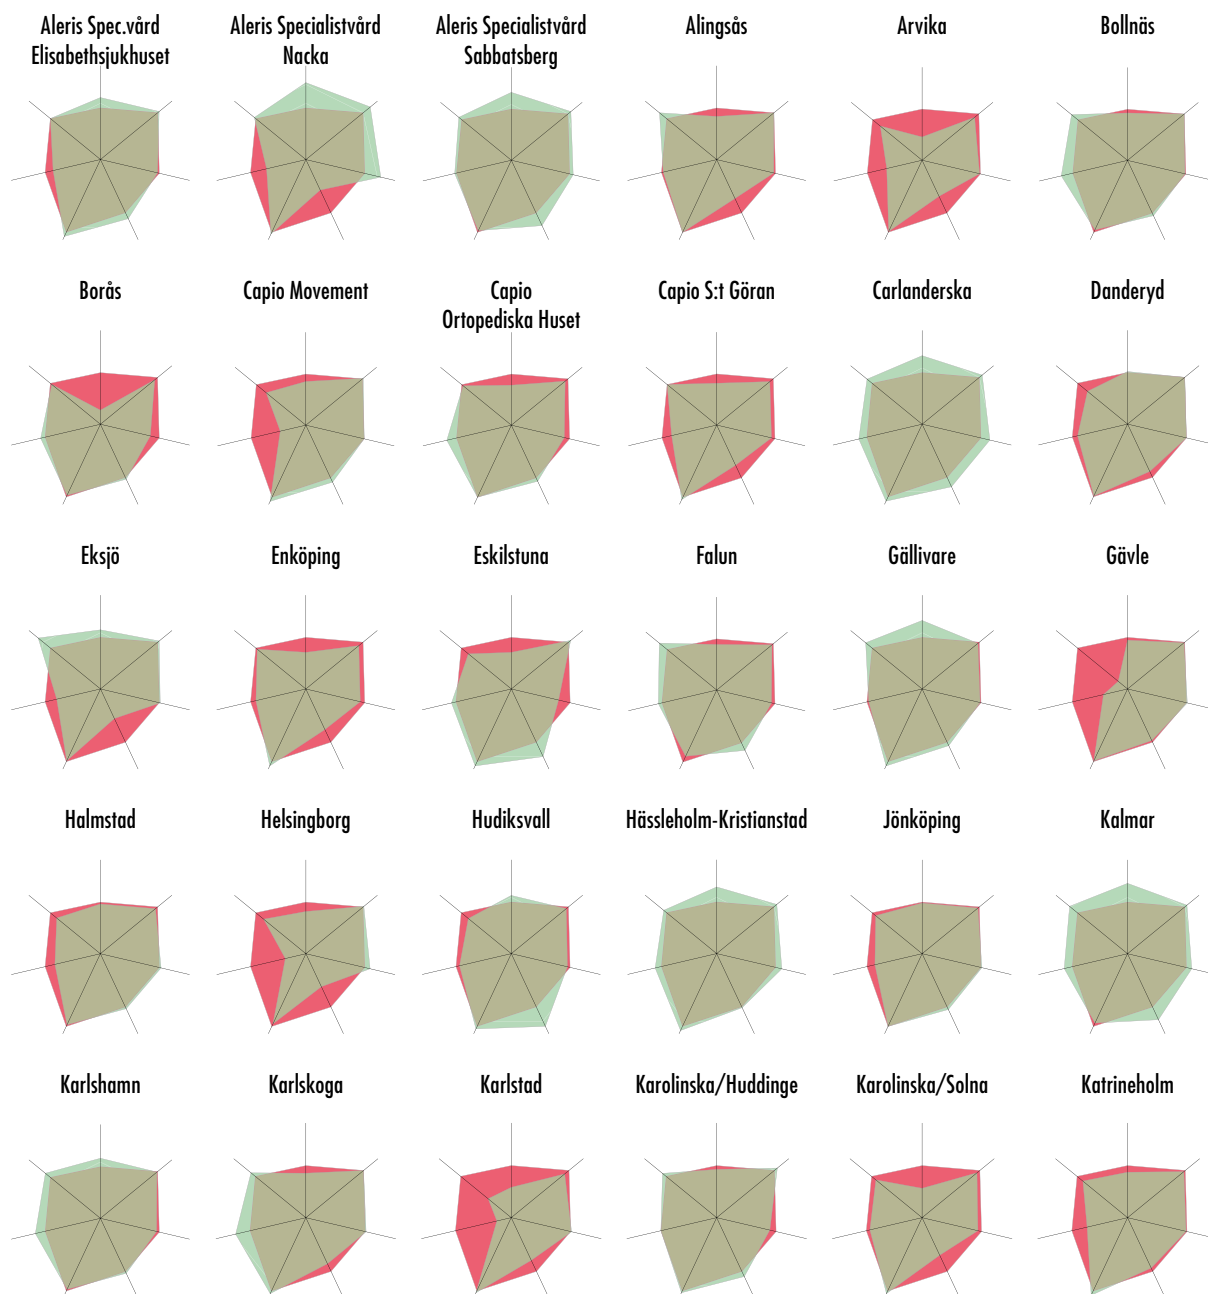 Aleris Spec.vård
Elisabethsjukhuset
Aleris Specialistvård
Nacka
Aleris Specialistvård
Sabbatsberg
Alingsås
Arvika
Bollnäs
Borås
Capio Movement
Capio
Ortopediska Huset
Capio S:t Göran
Carlanderska
Danderyd
Eksjö
Enköping
Eskilstuna
Falun
Gällivare
Gävle
Halmstad
Helsingborg
Hudiksvall
Hässleholm-Kristianstad
Jönköping
Kalmar
Karlshamn
Karlskoga
Karlstad
Karolinska/Huddinge
Karolinska/Solna
Katrineholm